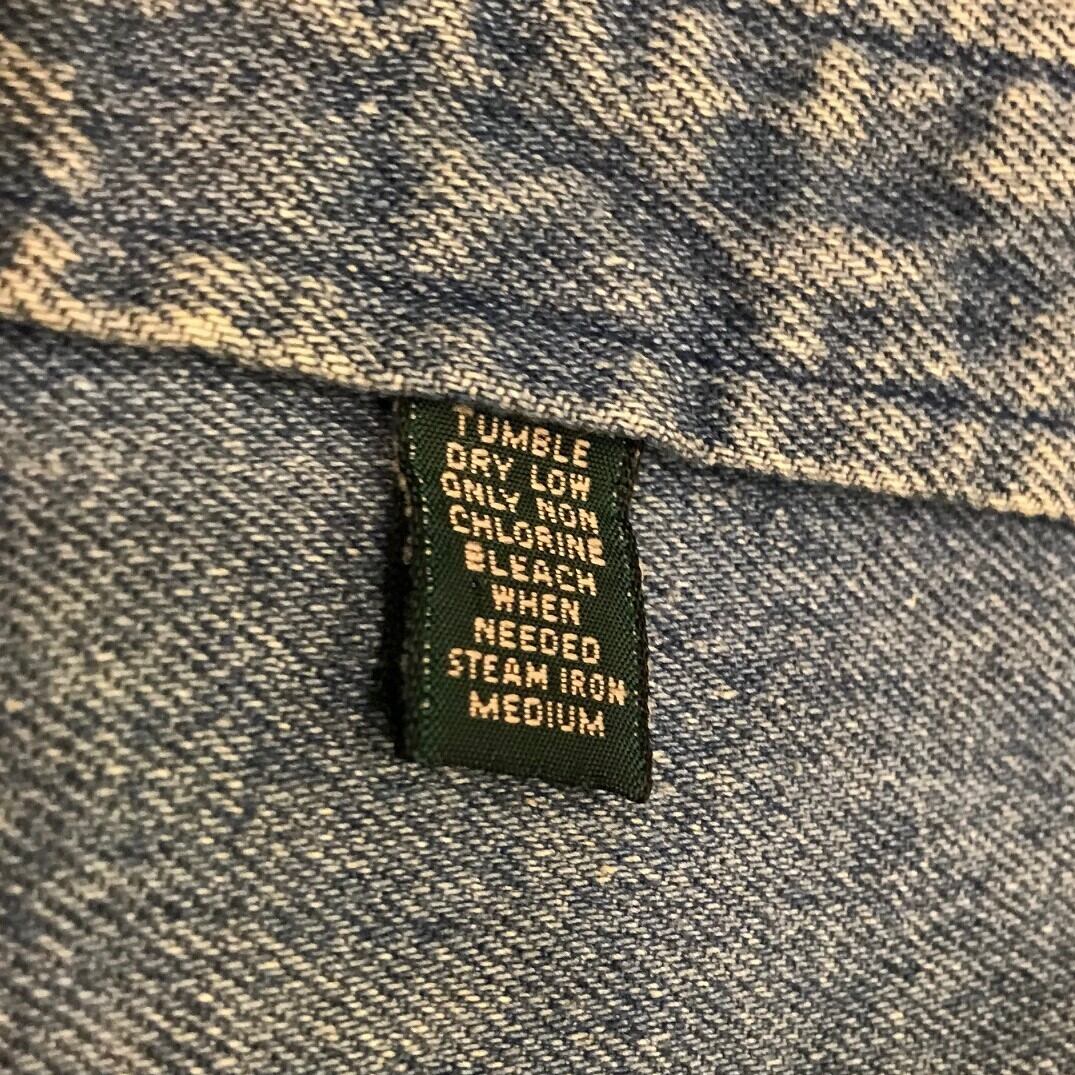 TUMBLE
DRY LOW
ONLY NON
CHLORINE
BLEACH
WHEN
NEEDED
STEAM IRON
MEDIUM